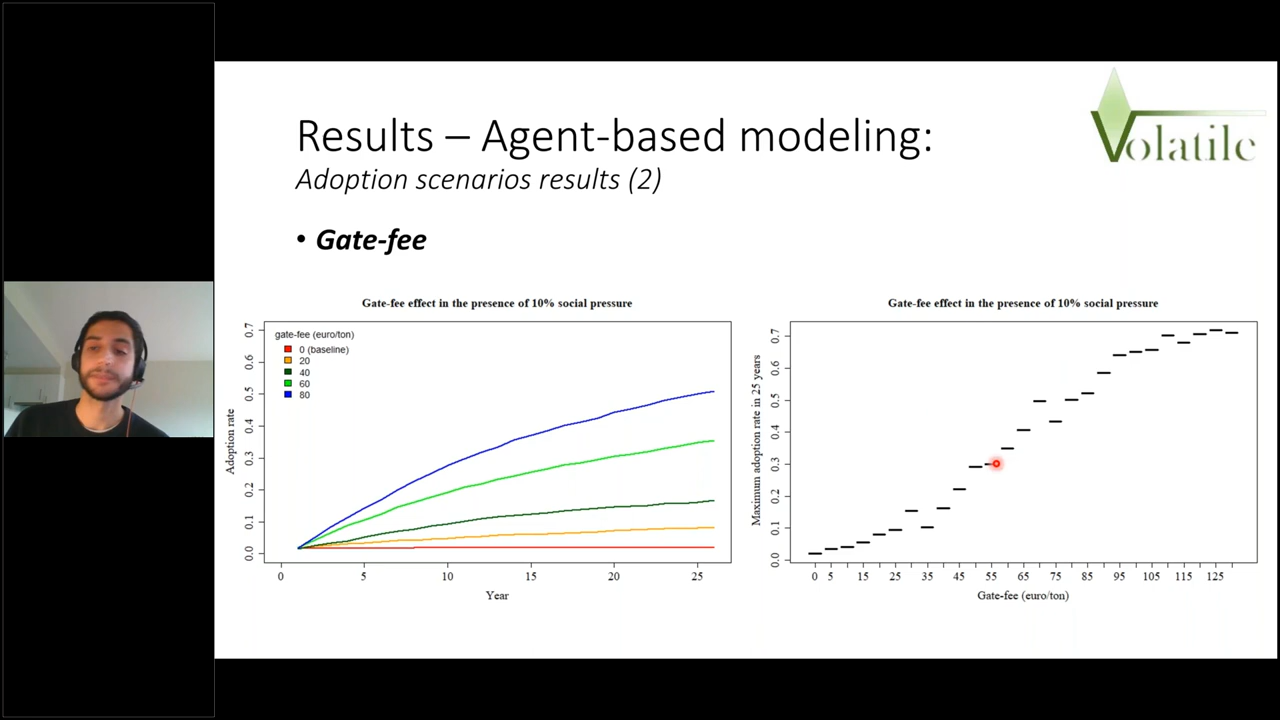 Volatile
Results – Agent-based modeling:
Adoption scenarios results (2)
• Gate-fee
Gate-fee effect in the presence of 10% social pressure
gate-fee (euro/ton)
0 (baseline)
20
40
60
80
Adoption rate
0.7
0.6
0.5
0.4
0.3
0.2
0.1
0.0
0 5 10 15 20 25
Year
Gate-fee effect in the presence of 10% social pressure
Maximum adoption rate in 25 years
0.7
0.6
0.5
0.4
0.3
0.2
0.1
0.0
0 5 15 25 35 45 55 65 75 85 95 105 115 125
Gate-fee (euro/ton)